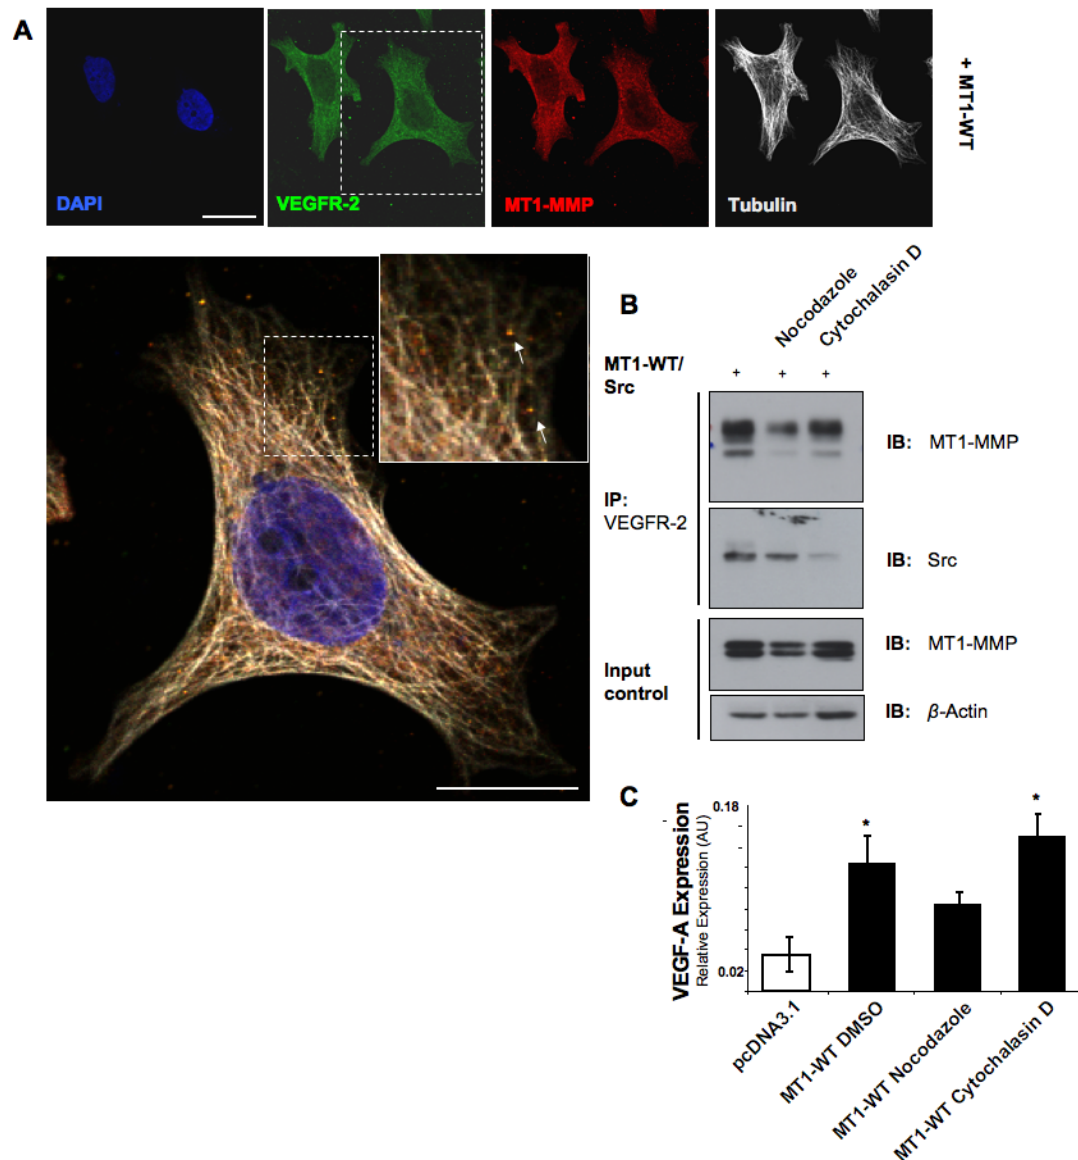 A
DAPI
VEGFR-2
MT1-MMP
Tubulin
+ MT1-WT
B
Nocodazole
Cytochalasin D
MT1-WT/
Src
+ + +
IB: MT1-MMP
IP:
VEGFR-2
IB: Src
IB: MT1-MMP
Input
control
IB: β-Actin
C
VEGF-A Expression
Relative Expression (AU)
0.18
0.02
*
*
pcDNA3.1
MT1-WT DMSO
MT1-WT Nocodazole
MT1-WT Cytochalasin D